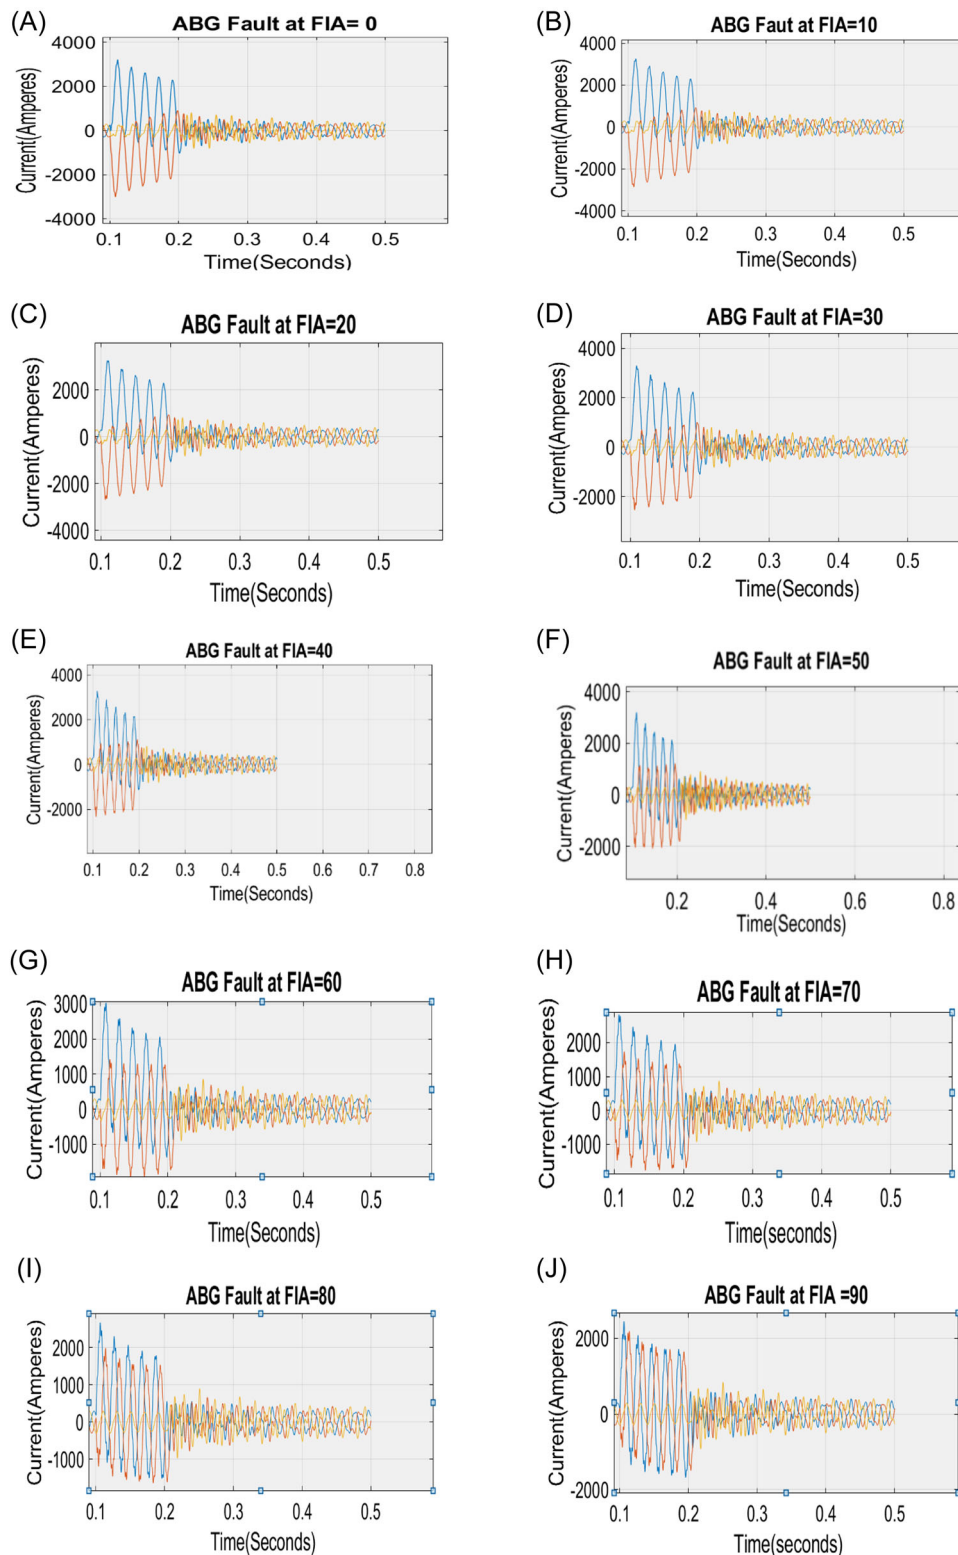 (A)
ABG Fault at FIA= 0
4000
2000
0
-2000
-4000
Current(Amperes)
0.1 0.2 0.3 0.4 0.5
Time(Seconds)
(B)
ABG Faut at FIA=10
4000
2000
0
-2000
-4000
Current(Amperes)
0.1 0.2 0.3 0.4 0.5
Time(Seconds)
(C)
ABG Fault at FIA=20
2000
0
-2000
-4000
Current(Amperes)
0.1 0.2 0.3 0.4 0.5
Time(Seconds)
(D)
ABG Fault at FIA=30
4000
2000
0
-2000
Current(Amperes)
0.1 0.2 0.3 0.4 0.5
Time(Seconds)
(E)
ABG Fault at FIA=40
4000
2000
0
-2000
Current(Amperes)
0.1 0.2 0.3 0.4 0.5 0.6 0.7 0.8
Time(Seconds)
(F)
ABG Fault at FIA=50
4000
2000
0
-2000
Current(Amperes)
0.2 0.4 0.6 0.8
Time(Seconds)
(G)
ABG Fault at FIA=60
3000
2000
1000
0
-1000
Current(Amperes)
0.1 0.2 0.3 0.4 0.5
Time(Seconds)
(H)
ABG Fault at FIA=70
2000
1000
0
-1000
Current(Amperes)
0.1 0.2 0.3 0.4 0.5
Time(seconds)
(I)
ABG Fault at FIA=80
2000
1000
0
-1000
Current(Amperes)
0.1 0.2 0.3 0.4 0.5
Time(Seconds)
(J)
ABG Fault at FIA =90
2000
0
-2000
Current(Amperes)
0.1 0.2 0.3 0.4 0.5
Time(seconds)